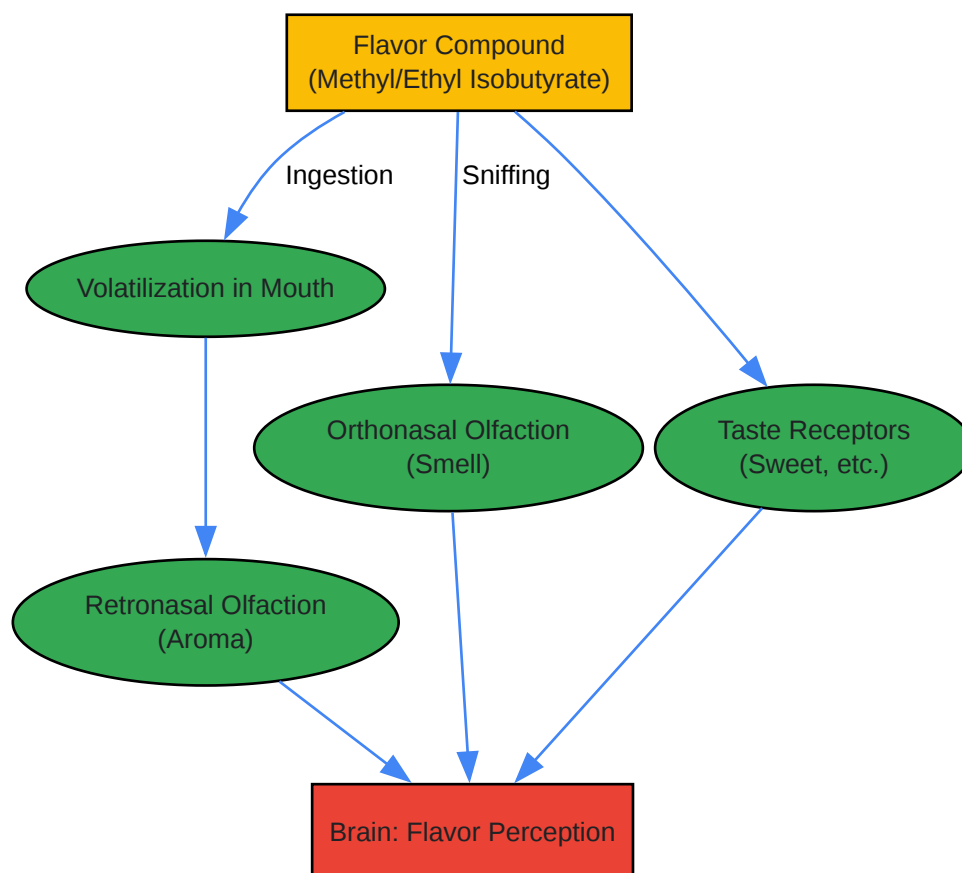 Flavor Compound
(Methyl/Ethyl Isobutyrate)
Ingestion
Sniffing
Volatilization in Mouth
Orthonasal Olfaction
(Smell)
Taste Receptors
(Sweet, etc.)
Retronasal Olfaction
(Aroma)
Brain: Flavor Perception